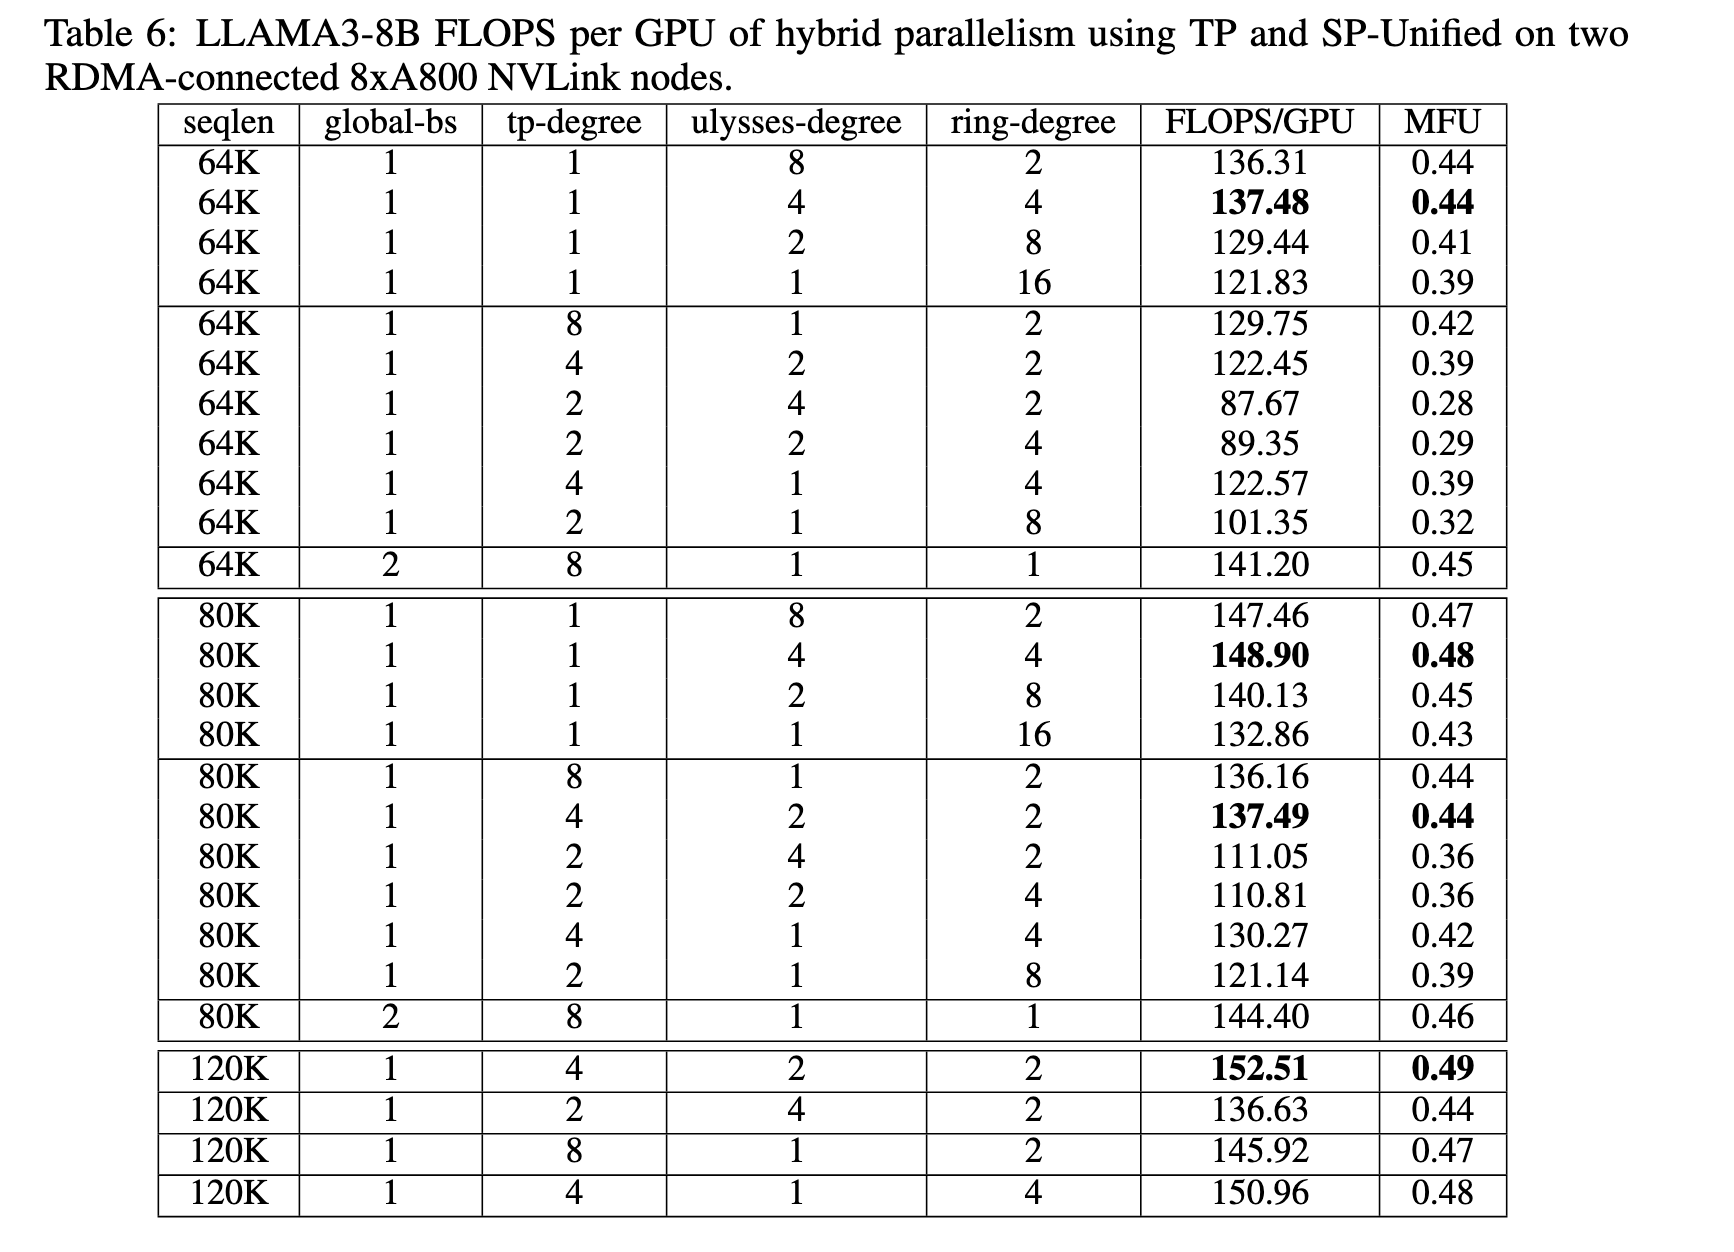 Table 6: LLAMA3-8B FLOPS per GPU of hybrid parallelism using TP and SP-Unified on two
RDMA-connected 8xA800 NVLink nodes.
seqlen global-bs tp-degree ulysses-degree ring-degree FLOPS/GPU MFU
64K 1 1 8 2 136.31 0.44
64K 1 1 4 4 137.48 0.44
64K 1 1 2 8 129.44 0.41
64K 1 1 1 16 121.83 0.39
64K 1 8 1 2 129.75 0.42
64K 1 4 2 2 122.45 0.39
64K 1 2 4 2 87.67 0.28
64K 1 2 2 4 89.35 0.29
64K 1 4 1 4 122.57 0.39
64K 1 2 1 8 101.35 0.32
64K 2 8 1 1 141.20 0.45
80K 1 1 8 2 147.46 0.47
80K 1 1 4 4 148.90 0.48
80K 1 1 2 8 140.13 0.45
80K 1 1 1 16 132.86 0.43
80K 1 8 1 2 136.16 0.44
80K 1 4 2 2 137.49 0.44
80K 1 2 4 2 111.05 0.36
80K 1 2 2 4 110.81 0.36
80K 1 4 1 4 130.27 0.42
80K 1 2 1 8 121.14 0.39
80K 2 8 1 1 144.40 0.46
120K 1 4 2 2 152.51 0.49
120K 1 2 4 2 136.63 0.44
120K 1 8 1 2 145.92 0.47
120K 1 4 1 4 150.96 0.48